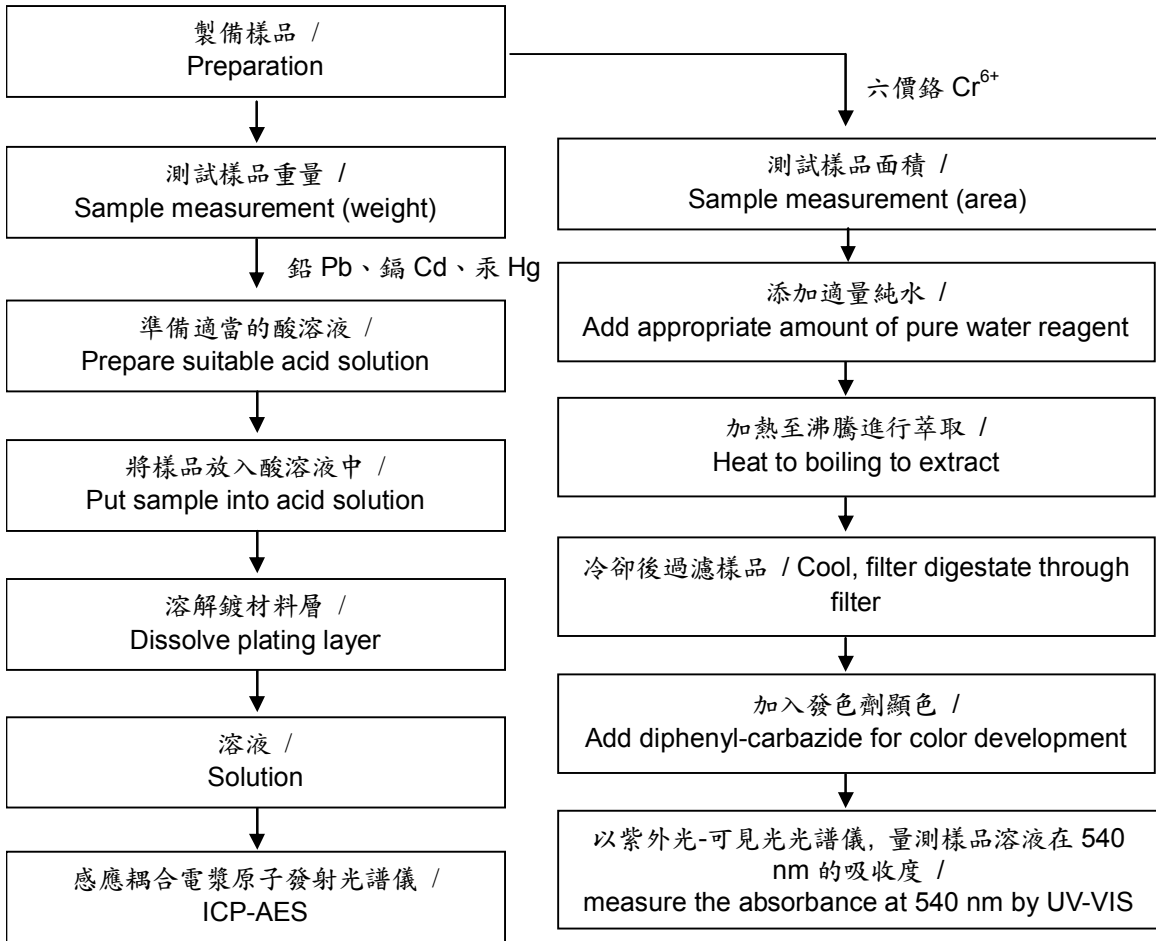 製備樣品 /
Preparation
六價鉻 Cr6+
測試樣品重量 /
Sample measurement (weight)
鉛 Pb、鎘 Cd、汞 Hg
準備適當的酸溶液 /
Prepare suitable acid solution
將樣品放入酸溶液中 /
Put sample into acid solution
溶解鍍材料層 /
Dissolve plating layer
溶液 /
Solution
感應耦合電漿原子發射光譜儀 /
ICP-AES
測試樣品面積 /
Sample measurement (area)
添加適量純水 /
Add appropriate amount of pure water reagent
加熱至沸騰進行萃取 /
Heat to boiling to extract
冷卻後過濾樣品 / Cool, filter digestate through
filter
加入發色劑顯色 /
Add diphenyl-carbazide for color development
以紫外光-可見光光譜儀, 量測樣品溶液在 540
nm 的吸收度 /
measure the absorbance at 540 nm by UV-VIS